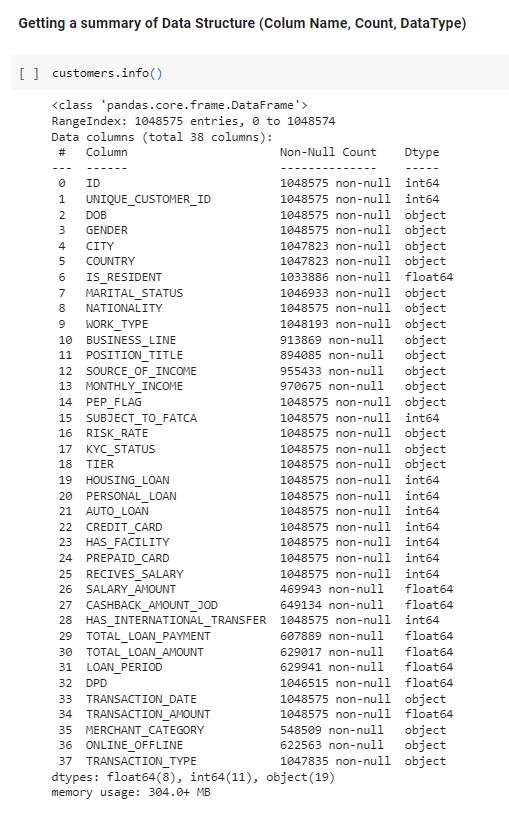 Getting a summary of Data Structure (Colum Name, Count, DataType)
[ ] customers.info()
<class 'pandas.core.frame.DataFrame'>
RangeIndex: 1048575 entries, 0 to 1048574
Data columns (total 38 columns):
 #   Column                      Non-Null Count    Dtype
---  ------                      --------------    -----
 0   ID                          1048575 non-null  int64
 1   UNIQUE_CUSTOMER_ID          1048575 non-null  int64
 2   DOB                         1048575 non-null  object
 3   GENDER                      1048575 non-null  object
 4   CITY                        1047823 non-null  object
 5   COUNTRY                     1047823 non-null  object
 6   IS_RESIDENT                 1033886 non-null  float64
 7   MARITAL_STATUS              1046933 non-null  object
 8   NATIONALITY                 1048575 non-null  object
 9   WORK_TYPE                   1048193 non-null  object
 10  BUSINESS_LINE               913869 non-null   object
 11  POSITION_TITLE              894085 non-null   object
 12  SOURCE_OF_INCOME            955433 non-null   object
 13  MONTHLY_INCOME              970675 non-null   object
 14  PEP_FLAG                    1048575 non-null  object
 15  SUBJECT_TO_FATCA            1048575 non-null  int64
 16  RISK_RATE                   1048575 non-null  object
 17  KYC_STATUS                  1048575 non-null  object
 18  TIER                        1048575 non-null  object
 19  HOUSING_LOAN                1048575 non-null  int64
 20  PERSONAL_LOAN               1048575 non-null  int64
 21  AUTO_LOAN                   1048575 non-null  int64
 22  CREDIT_CARD                 1048575 non-null  int64
 23  HAS_FACILITY                1048575 non-null  int64
 24  PREPAID_CARD                1048575 non-null  int64
 25  RECIVES_SALARY              1048575 non-null  int64
 26  SALARY_AMOUNT               469943 non-null   float64
 27  CASHBACK_AMOUNT_JOD         649134 non-null   float64
 28  HAS_INTERNATIONAL_TRANSFER  1048575 non-null  int64
 29  TOTAL_LOAN_PAYMENT          607889 non-null   float64
 30  TOTAL_LOAN_AMOUNT           629017 non-null   float64
 31  LOAN_PERIOD                 629941 non-null   float64
 32  DPD                         1046515 non-null  float64
 33  TRANSACTION_DATE            1048575 non-null  object
 34  TRANSACTION_AMOUNT          1048575 non-null  float64
 35  MERCHANT_CATEGORY           548509 non-null   object
 36  ONLINE_OFFLINE              622563 non-null   object
 37  TRANSACTION_TYPE            1047835 non-null  object
dtypes: float64(8), int64(11), object(19)
memory usage: 304.0+ MB